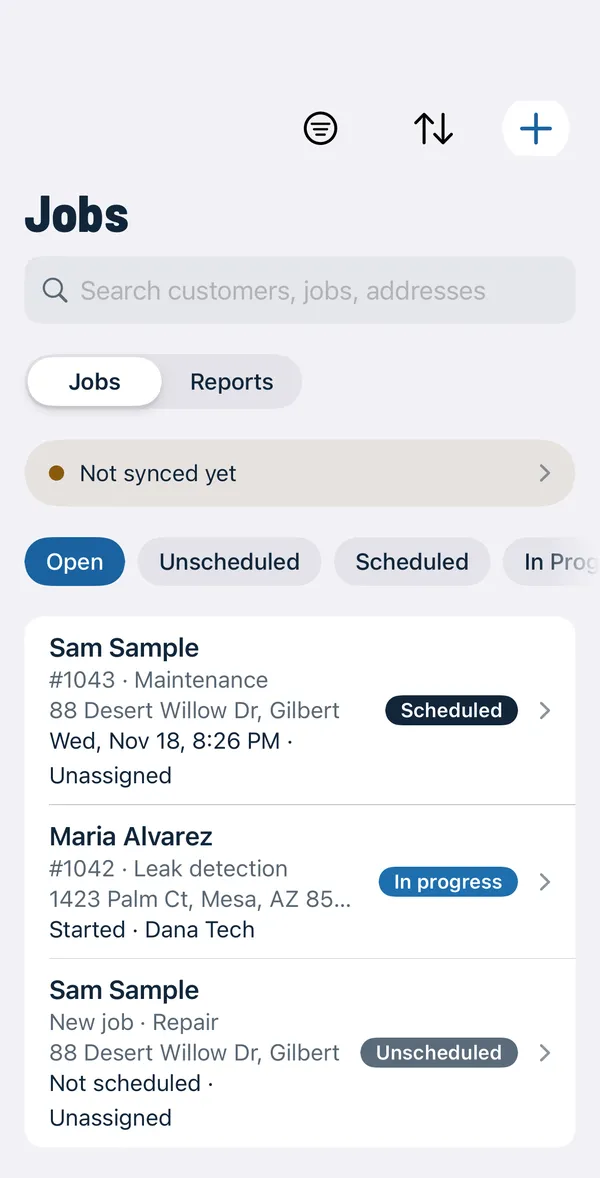 Jobs
Search customers, jobs, addresses
Jobs
Reports
Not synced yet
Open
Unscheduled
Scheduled
In Prog
Sam Sample
#1043 · Maintenance
88 Desert Willow Dr, Gilbert
Wed, Nov 18, 8:26 PM ·
Unassigned
Scheduled
Maria Alvarez
#1042 · Leak detection
1423 Palm Ct, Mesa, AZ 85...
Started · Dana Tech
In progress
Sam Sample
New job · Repair
88 Desert Willow Dr, Gilbert
Not scheduled ·
Unassigned
Unscheduled